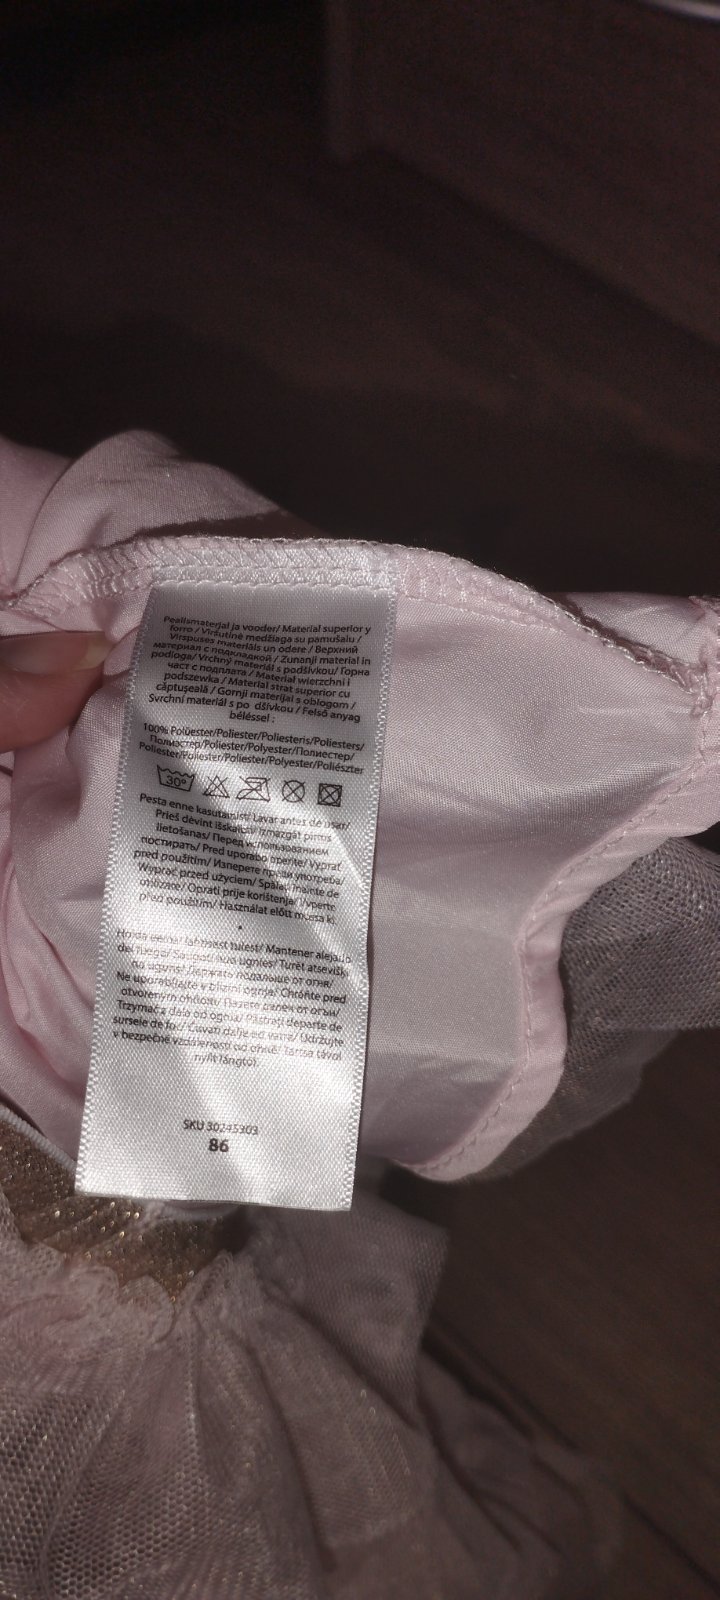 Pealismaterjal ja vooder/ Material superior y
forro / Viršutinė medžiaga su pamušalu /
Virspuses materiāls un odere / Верхний
материал с подкладкой / Zunanji material in
podloga/ Vrchný materiál s podšívkou/ Горна
част с подплата / Materiał wierzchni i
podszewka / Material strat superior cu
căptușeală / Gornji materijal s oblogom /
Svrchní materiál s po dšívkou / Felső anyag
béléssel :
100% Polüester/Poliester/Poliesteris/Poliesters/
Полиэстер/Poliester/Polyester/Полиестер/
Poliester/Poliester/Poliester/Polyester/Poliészter
30°
Pesta enne kasutamist/ Lavar antes de usar/
Prieš dėvint išskalbti/ Izmazgāt pirms
lietošanas/ Перед использованием
постирать/ Pred uporabo operite/ Vyprať
pred použitím/ Изперете преди употреба/
Wyprać przed użyciem/ Spălați înainte de
utilizare/ Oprati prije korištenja/ Vyperte
před použitím/ Használat előtt mossa ki.
Hoida eemal lahtisest tulest/ Mantener alejado
del fuego/ Saugoti nuo ugnies/ Turēt atsevišķi
no uguns/ Держать подальше от огня/
Ne uporabljajte v bližini ognja/ Chráňte pred
otvoreným ohňom/ Пазете далеч от огън/
Trzymać z dala od ognia/ Păstrați departe de
sursele de foc/ Čuvati dalje od vatre/ Udržujte
v bezpečné vzdálenosti od ohně/ Tartsa távol
nyílt lángtól.
SKU 30245303
86